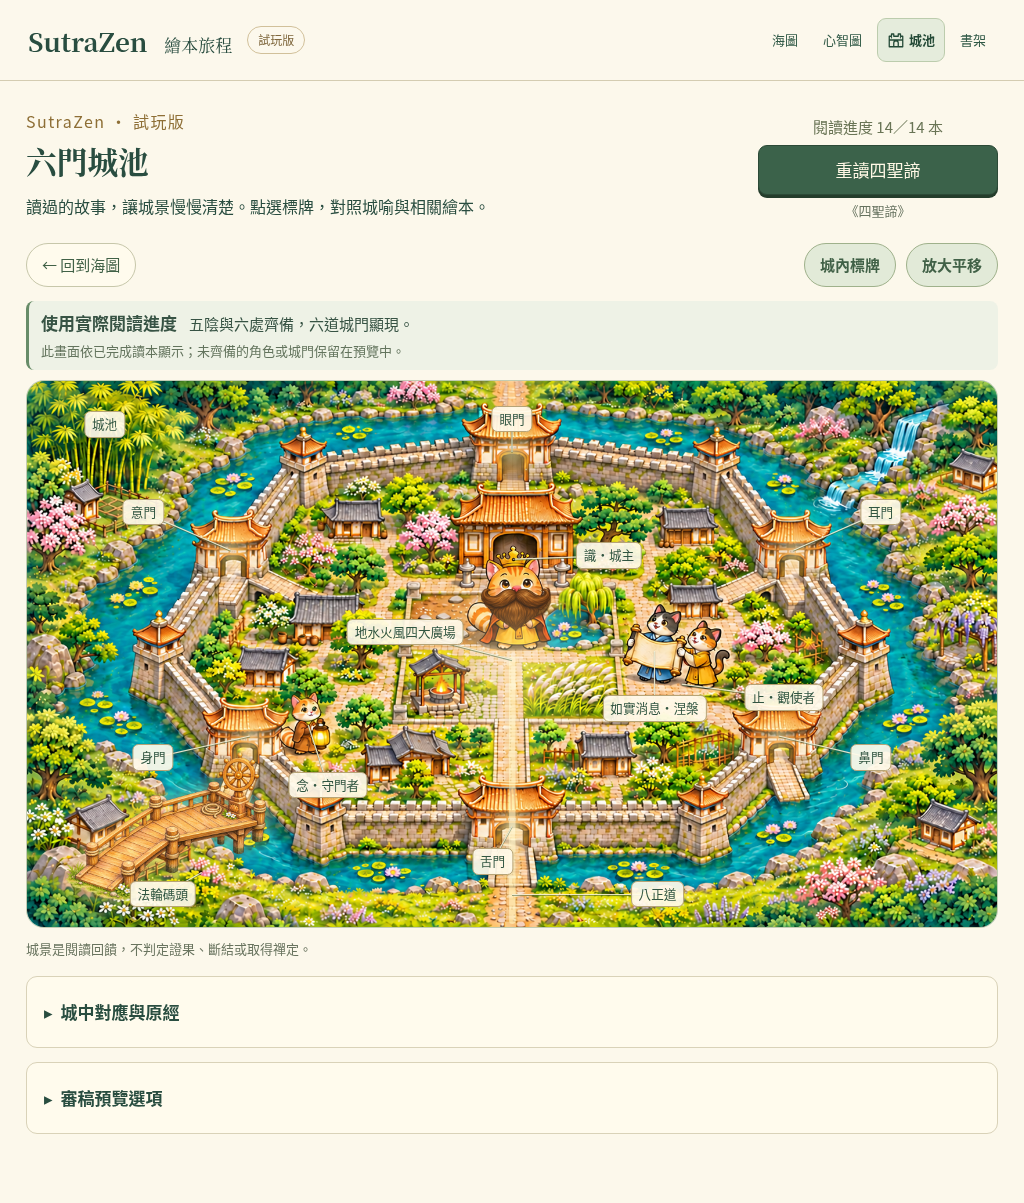 SutraZen 繪本旅程 試玩版
海圖 心智圖 城池 書架
SutraZen ・ 試玩版
六門城池
讀過的故事，讓城景慢慢清楚。點選標牌，對照城喻與相關繪本。
閱讀進度 14／14 本
重讀四聖諦
《四聖諦》
← 回到海圖
城內標牌 放大平移
使用實際閱讀進度 五陰與六處齊備，六道城門顯現。
此畫面依已完成讀本顯示；未齊備的角色或城門保留在預覽中。
城池
眼門
意門
耳門
識・城主
地水火風四大廣場
止・觀使者
如實消息・涅槃
身門
鼻門
念・守門者
舌門
法輪碼頭
八正道
城景是閱讀回饋，不判定證果、斷結或取得禪定。
▸ 城中對應與原經
▸ 審稿預覽選項